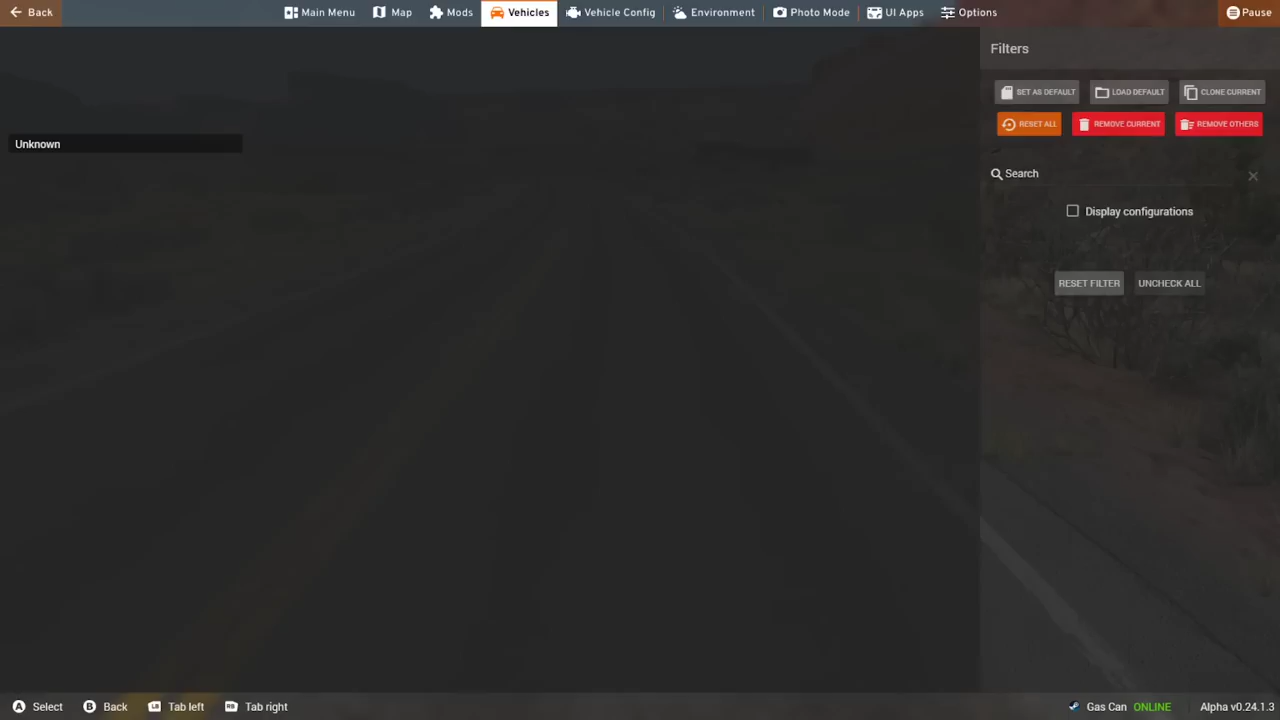 Back Main Menu Map Mods Vehicles Vehicle Config Environment Photo Mode UI Apps Options Pause
Filters
SET AS DEFAULT LOAD DEFAULT CLONE CURRENT
RESET ALL REMOVE CURRENT REMOVE OTHERS
Unknown
Search
Display configurations
RESET FILTER UNCHECK ALL
A Select B Back LB Tab left RB Tab right Gas Can ONLINE Alpha v0.24.1.3